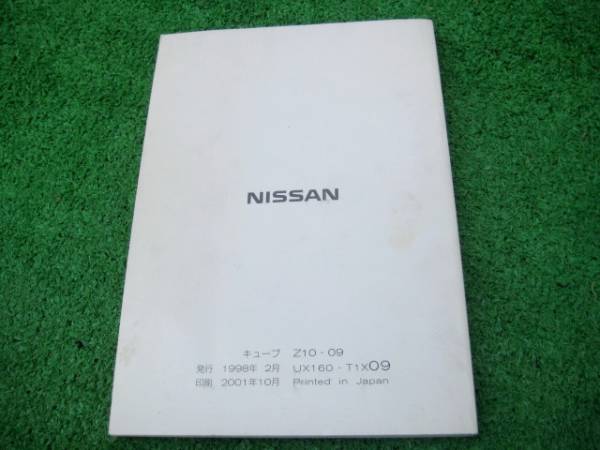 NISSAN
キューブ Z10-09
発行 1998年 2月 UX160-T1X09
印刷 2001年10月 Printed in Japan